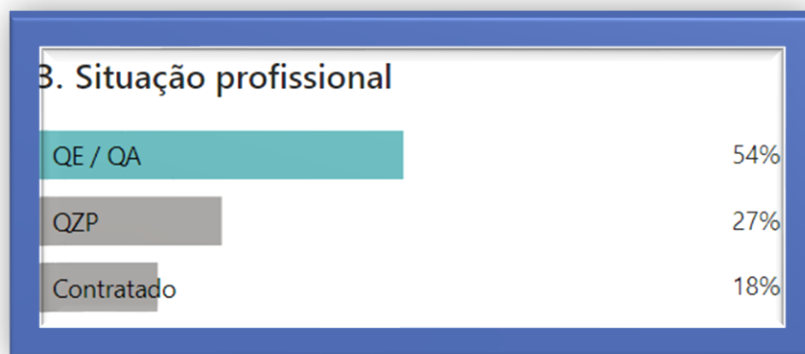 3. Situação profissional
QE / QA 54%
QZP 27%
Contratado 18%